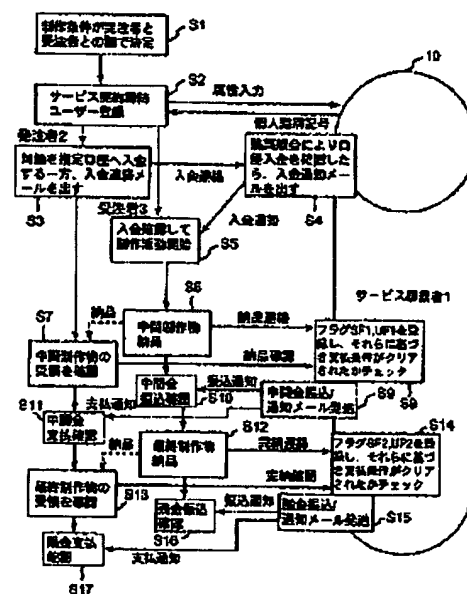 S1
制作条件が発注者と
受注者との間で決定
10
S2
サービス契約締結
ユーザー登録
属性入力
個人識別記号
発注者2
対価を指定口座へ入金
する一方、入金連絡メ
ールを出す
S3
入金連絡
銀行照合により口
座入金を確認した
ら、入金通知メー
ルを出す
S4
受注者3
入金確認して
制作活動開始
S5
入金通知
サービス事業者1
S6
中間制作物
納品
納品
納品連絡
S7
中間制作物の
受領を確認
納品確認
フラグSF1,UF1を登
録し、それらに基づ
き支払条件がクリア
されたかチェック
S8
中間金
振込確認
S10
振込通知
中間金振込/
通知メール発送
S9
支払通知
S11
中間金
支払確認
S12
最終制作物
納品
納品
完納連絡
S14
フラグSF2,UF2を登
録し、それらに基づ
き支払条件がクリア
されたかチェック
最終制作物の
受領を確認
S13
完納確認
残金振込
確認
S16
振込通知
残金振込/
通知メール発送
S15
残金支払
確認
支払通知
S17